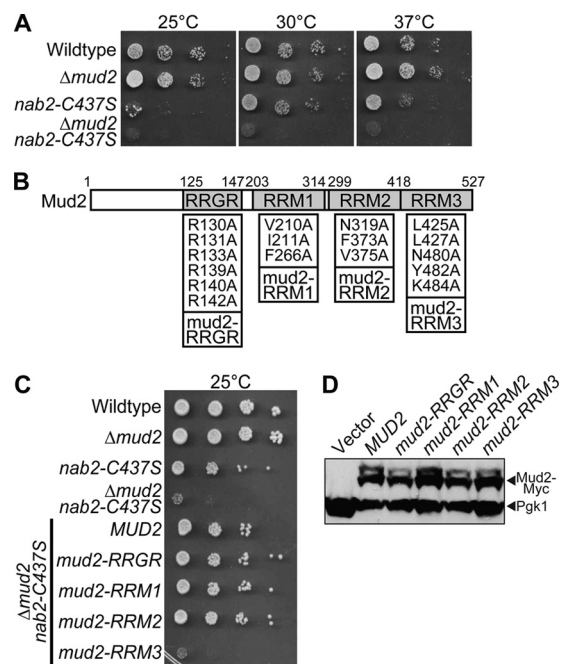 A
25°C 30°C 37°C
Wildtype
Δmud2
nab2-C437S
Δmud2
nab2-C437S
B
1 125 147 203 314 299 418 527
Mud2 RRGR RRM1 RRM2 RRM3
R130A V210A N319A L425A
R131A I211A F373A L427A
R133A F266A V375A N480A
R139A mud2- mud2- Y482A
R140A RRM1 RRM2 K484A
R142A mud2-
mud2- RRM3
RRGR
C
25°C
Wildtype
Δmud2
nab2-C437S
Δmud2
nab2-C437S
Δmud2
nab2-C437S
MUD2
mud2-RRGR
mud2-RRM1
mud2-RRM2
mud2-RRM3
D
Vector
MUD2
mud2-RRGR
mud2-RRM1
mud2-RRM2
mud2-RRM3
Mud2-
Myc
Pgk1